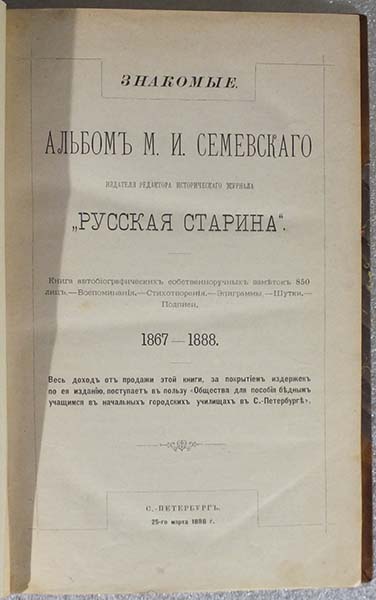 ЗНАКОМЫЕ.
АЛЬБОМЪ М. И. СЕМЕВСКАГО
ИЗДАТЕЛЯ РЕДАКТОРА ИСТОРИЧЕСКАГО ЖУРНАЛА
„РУССКАЯ СТАРИНА“.
Книга автобіографическихъ собственноручныхъ замѣтокъ 850
лицъ.—Воспоминанія.—Стихотворенія.—Эпиграммы.—Шутки.—
Подписи.
1867—1888.
Весь доходъ отъ продажи этой книги, за покрытіемъ издержекъ
по ея изданію, поступаетъ въ пользу «Общества для пособія бѣднымъ
учащимся въ начальныхъ городскихъ училищахъ въ С.-Петербургѣ».
С.-ПЕТЕРБУРГЪ.
25-го марта 1888 г.